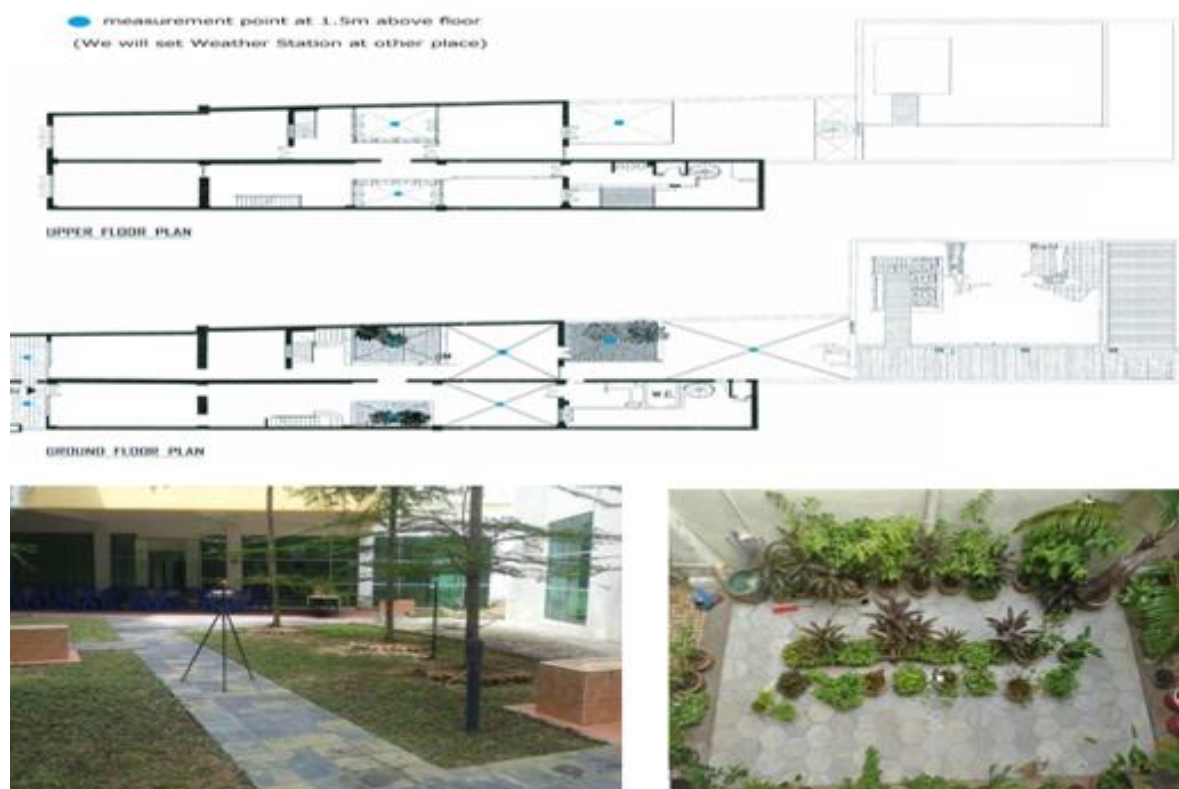 measurement point at 1.5m above floor
(We will set Weather Station at other place)
UPPER FLOOR PLAN
W.C.
GROUND FLOOR PLAN